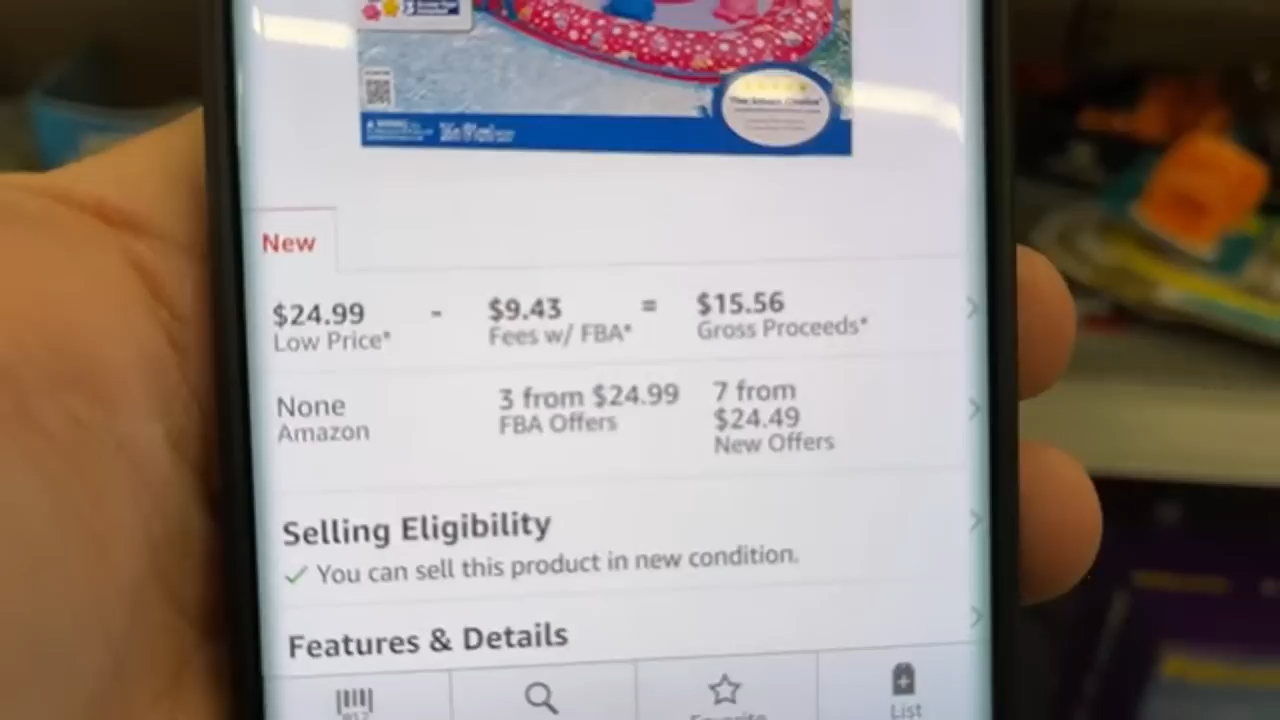 3
New
$24.99 - $9.43 = $15.56
Low Price* Fees w/ FBA* Gross Proceeds*
None 3 from $24.99 7 from
Amazon FBA Offers $24.49
New Offers
Selling Eligibility
✓ You can sell this product in new condition.
Features & Details
List